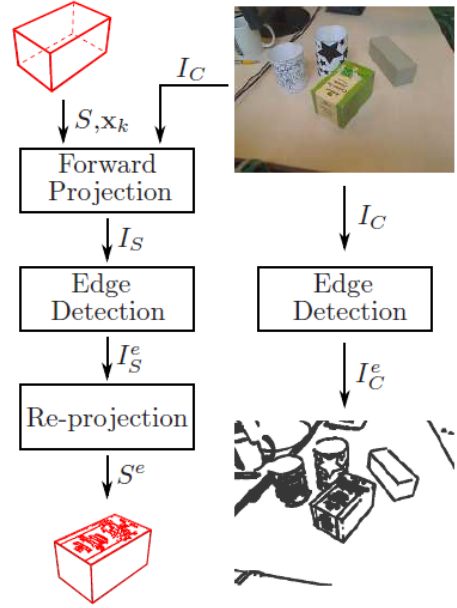 I_C
S,x_k
Forward
Projection
I_S
I_C
Edge
Detection
Edge
Detection
I_S^e
I_C^e
Re-projection
S^e